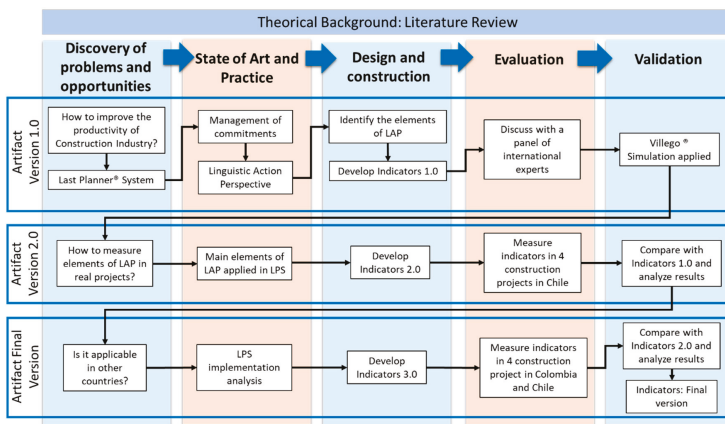 Theorical Background: Literature Review
Discovery of
problems and
opportunities
State of Art and
Practice
Design and
construction
Evaluation
Validation
Artifact
Version 1.0
How to improve the
productivity of
Construction Industry?
Last Planner® System
Management of
commitments
Linguistic Action
Perspective
Identify the elements
of LAP
Develop Indicators 1.0
Discuss with a
panel of
international
experts
Villego ®
Simulation applied
Artifact
Version 2.0
How to measure
elements of LAP in
real projects?
Main elements of
LAP applied in LPS
Develop
Indicators 2.0
Measure
indicators in 4
construction
projects in Chile
Compare with
Indicators 1.0 and
analyze results
Artifact Final
Version
Is it applicable
in other
countries?
LPS
implementation
analysis
Develop
Indicators 3.0
Measure indicators
in 4 construction
project in Colombia
and Chile
Compare with
Indicators 2.0 and
analyze results
Indicators: Final
version